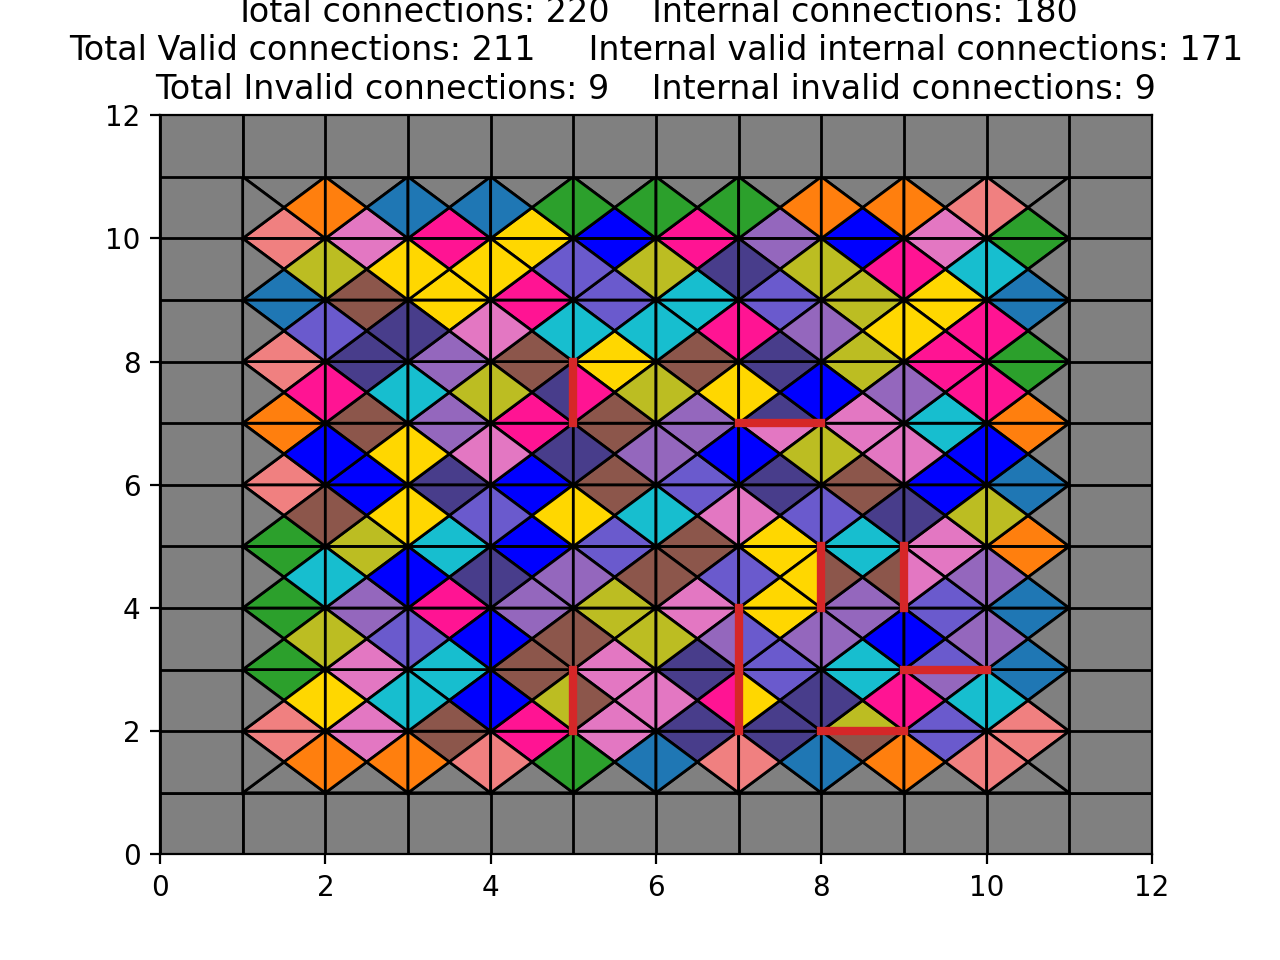 Total connections: 220 Internal connections: 180
Total Valid connections: 211 Internal valid internal connections: 171
Total Invalid connections: 9 Internal invalid connections: 9
12
10
8
6
4
2
0
0 2 4 6 8 10 12